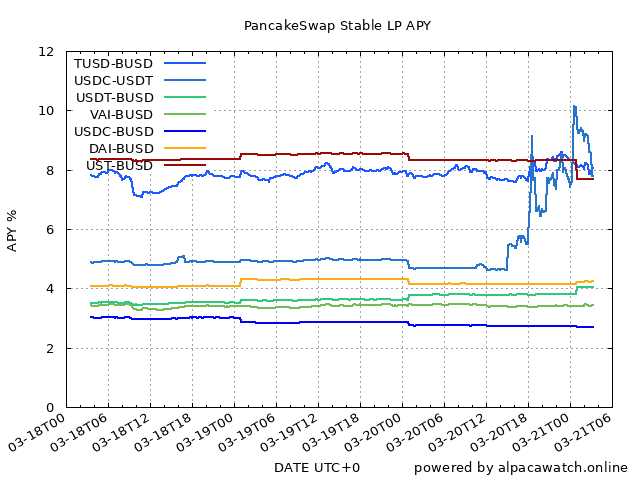 PancakeSwap Stable LP APY
12
10
8
6
4
2
0
APY %
TUSD-BUSD
USDC-USDT
USDT-BUSD
VAI-BUSD
USDC-BUSD
DAI-BUSD
UST-BUSD
03-18T00
03-18T06
03-18T12
03-18T18
03-19T00
03-19T06
03-19T12
03-19T18
03-20T00
03-20T06
03-20T12
03-20T18
03-21T00
03-21T06
DATE UTC+0
powered by alpacawatch.online